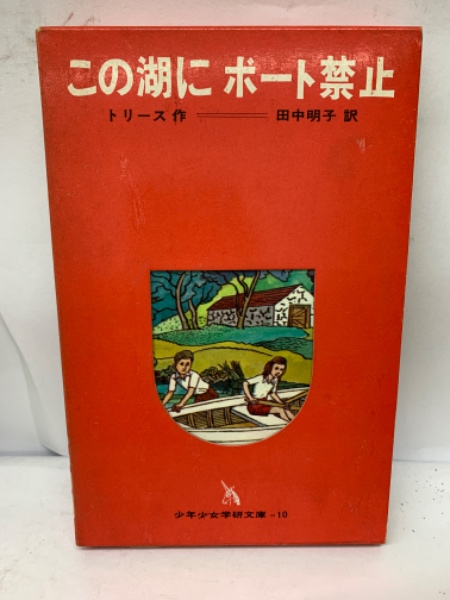 この湖に ボート禁止
トリース 作 ═══ 田中明子 訳
少年少女学研文庫-10